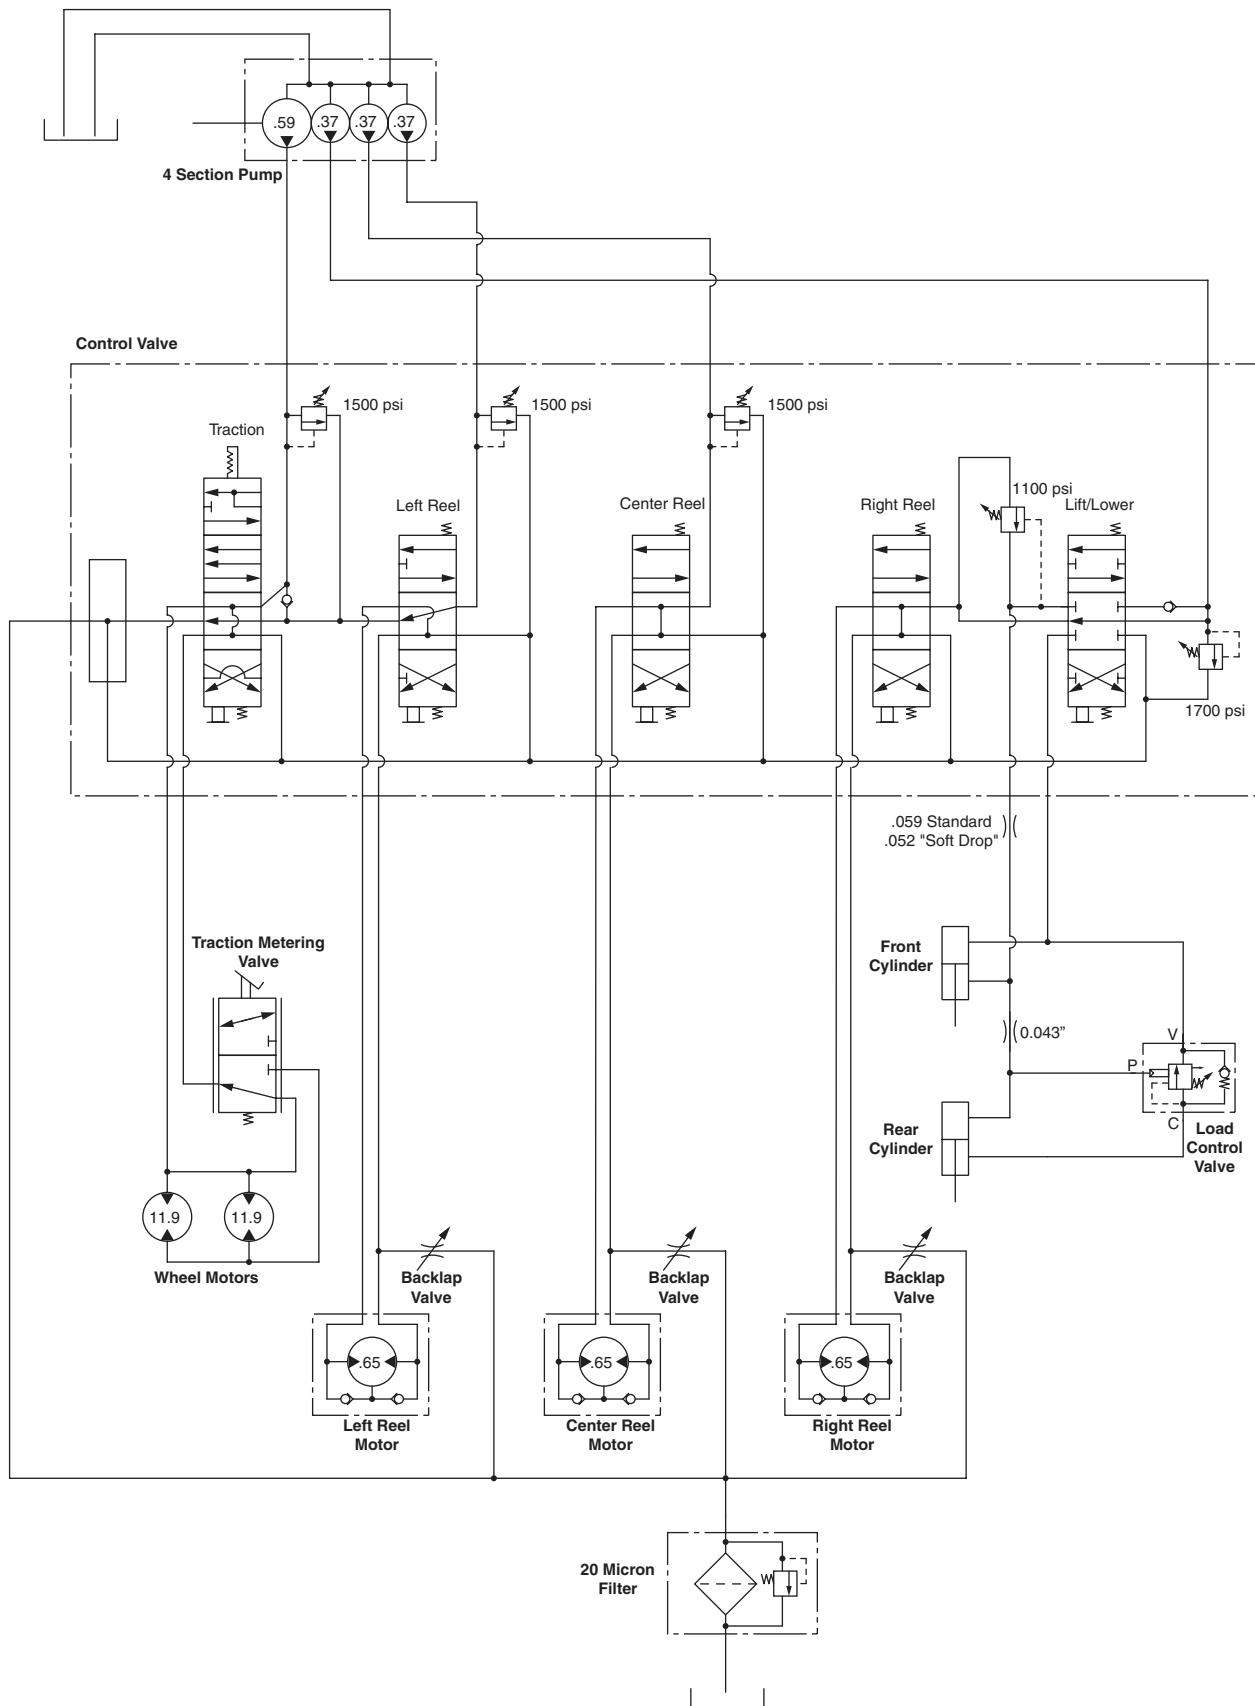 .59
.37
.37
.37
4 Section Pump
Control Valve
1500 psi
1500 psi
1500 psi
Traction
Left Reel
Center Reel
Right Reel
1100 psi
Lift/Lower
1700 psi
.059 Standard
.052 "Soft Drop"
Traction Metering
Valve
Front
Cylinder
0.043”
V
P
C
Rear
Cylinder
Load
Control
Valve
11.9
11.9
Wheel Motors
Backlap
Valve
Backlap
Valve
Backlap
Valve
.65
.65
.65
Left Reel
Motor
Center Reel
Motor
Right Reel
Motor
20 Micron
Filter